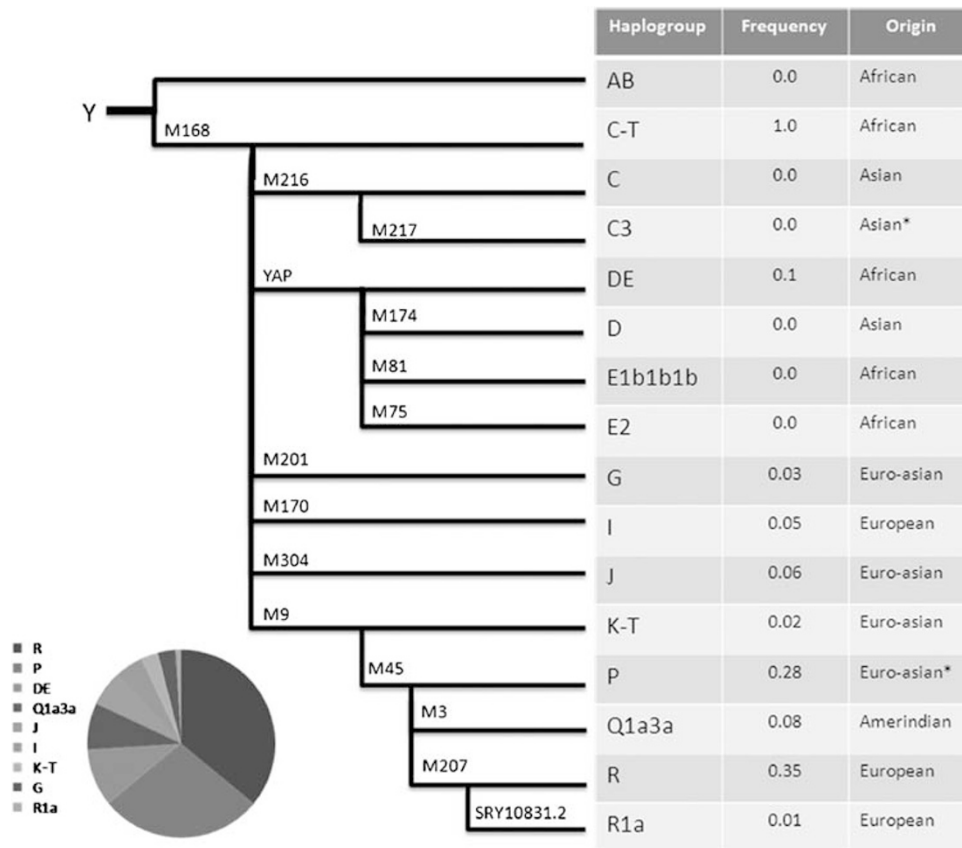 Haplogroup Frequency Origin
AB 0.0 African
Y
M168
C-T 1.0 African
M216
C 0.0 Asian
M217
C3 0.0 Asian*
YAP
DE 0.1 African
M174
D 0.0 Asian
M81
E1b1b1b 0.0 African
M75
E2 0.0 African
M201
G 0.03 Euro-asian
M170
I 0.05 European
M304
J 0.06 Euro-asian
M9
K-T 0.02 Euro-asian
M45
P 0.28 Euro-asian*
M3
Q1a3a 0.08 Amerindian
M207
R 0.35 European
SRY10831.2
R1a 0.01 European
R
P
DE
Q1a3a
J
I
K-T
G
R1a